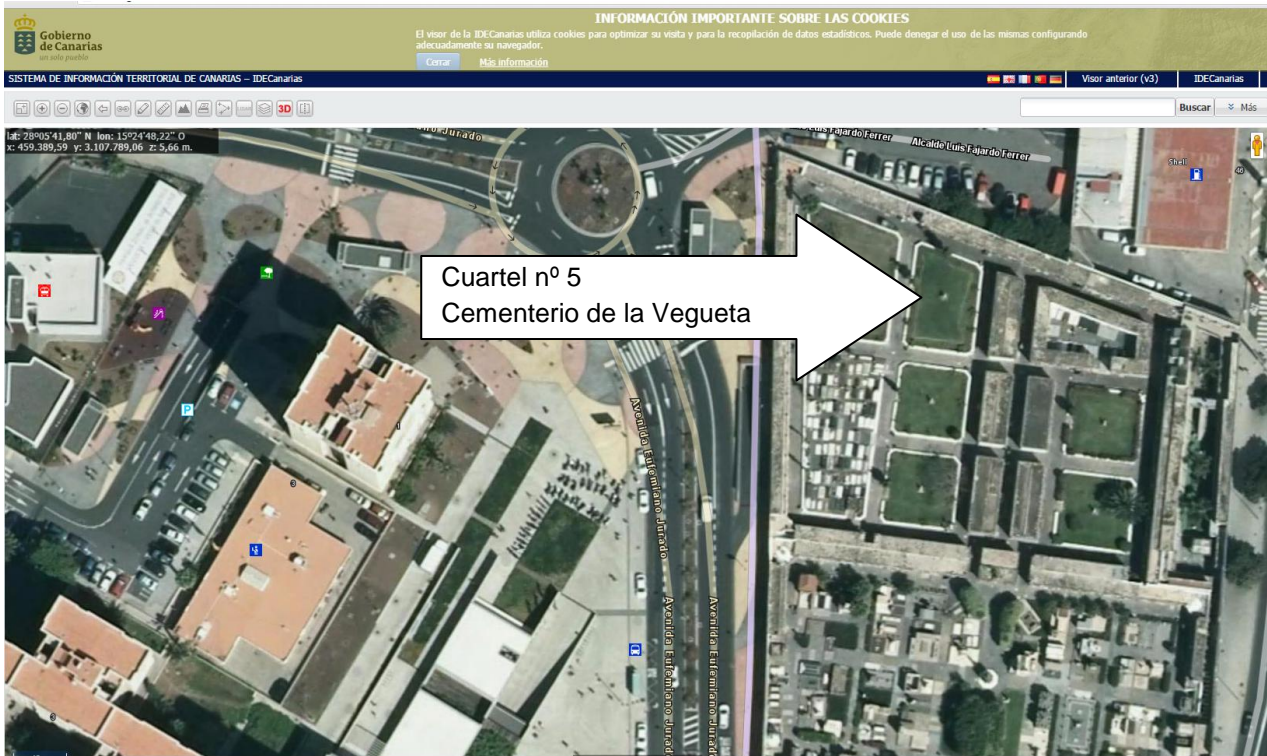 Gobierno
de Canarias
un solo pueblo
INFORMACIÓN IMPORTANTE SOBRE LAS COOKIES
El visor de la IDECanarias utiliza cookies para optimizar su visita y para la recopilación de datos estadísticos. Puede denegar el uso de las mismas configurando
adecuadamente su navegador.
Cerrar Más información
SISTEMA DE INFORMACIÓN TERRITORIAL DE CANARIAS – IDECanarias
Visor anterior (v3) IDECanarias
3D
Buscar Más
lat: 28º05'41,80" N lon: 15º24'48,22" O
x: 459.389,59 y: 3.107.789,06 z: 5,66 m.
no Jurado
Luis Fajardo Ferrer
Alcalde Luis Fajardo Ferrer
Shell
46
Cuartel nº 5
Cementerio de la Vegueta
P
1
3
3
Avenida Eufemiano Jurado
Avenida Eufemiano Jurado
Avenida Eufemiano Jurado